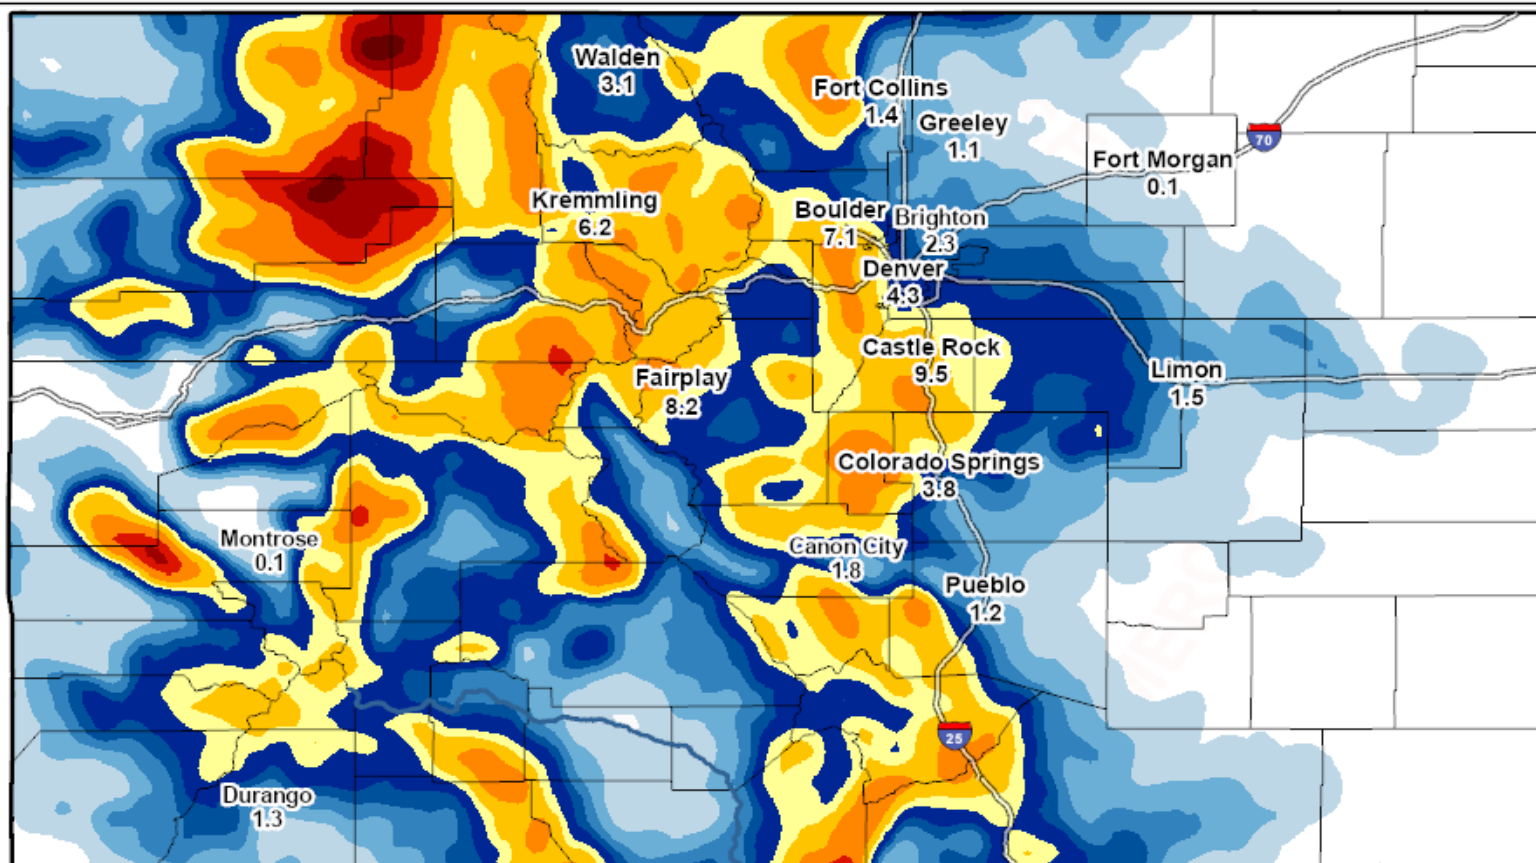 Walden
3.1
Fort Collins
1.4
Greeley
1.1
70
Fort Morgan
0.1
Kremmling
6.2
Boulder
7.1
Brighton
2.3
Denver
4.3
Castle Rock
9.5
Limon
1.5
Fairplay
8.2
Colorado Springs
3.8
Montrose
0.1
Canon City
1.8
Pueblo
1.2
25
Durango
1.3